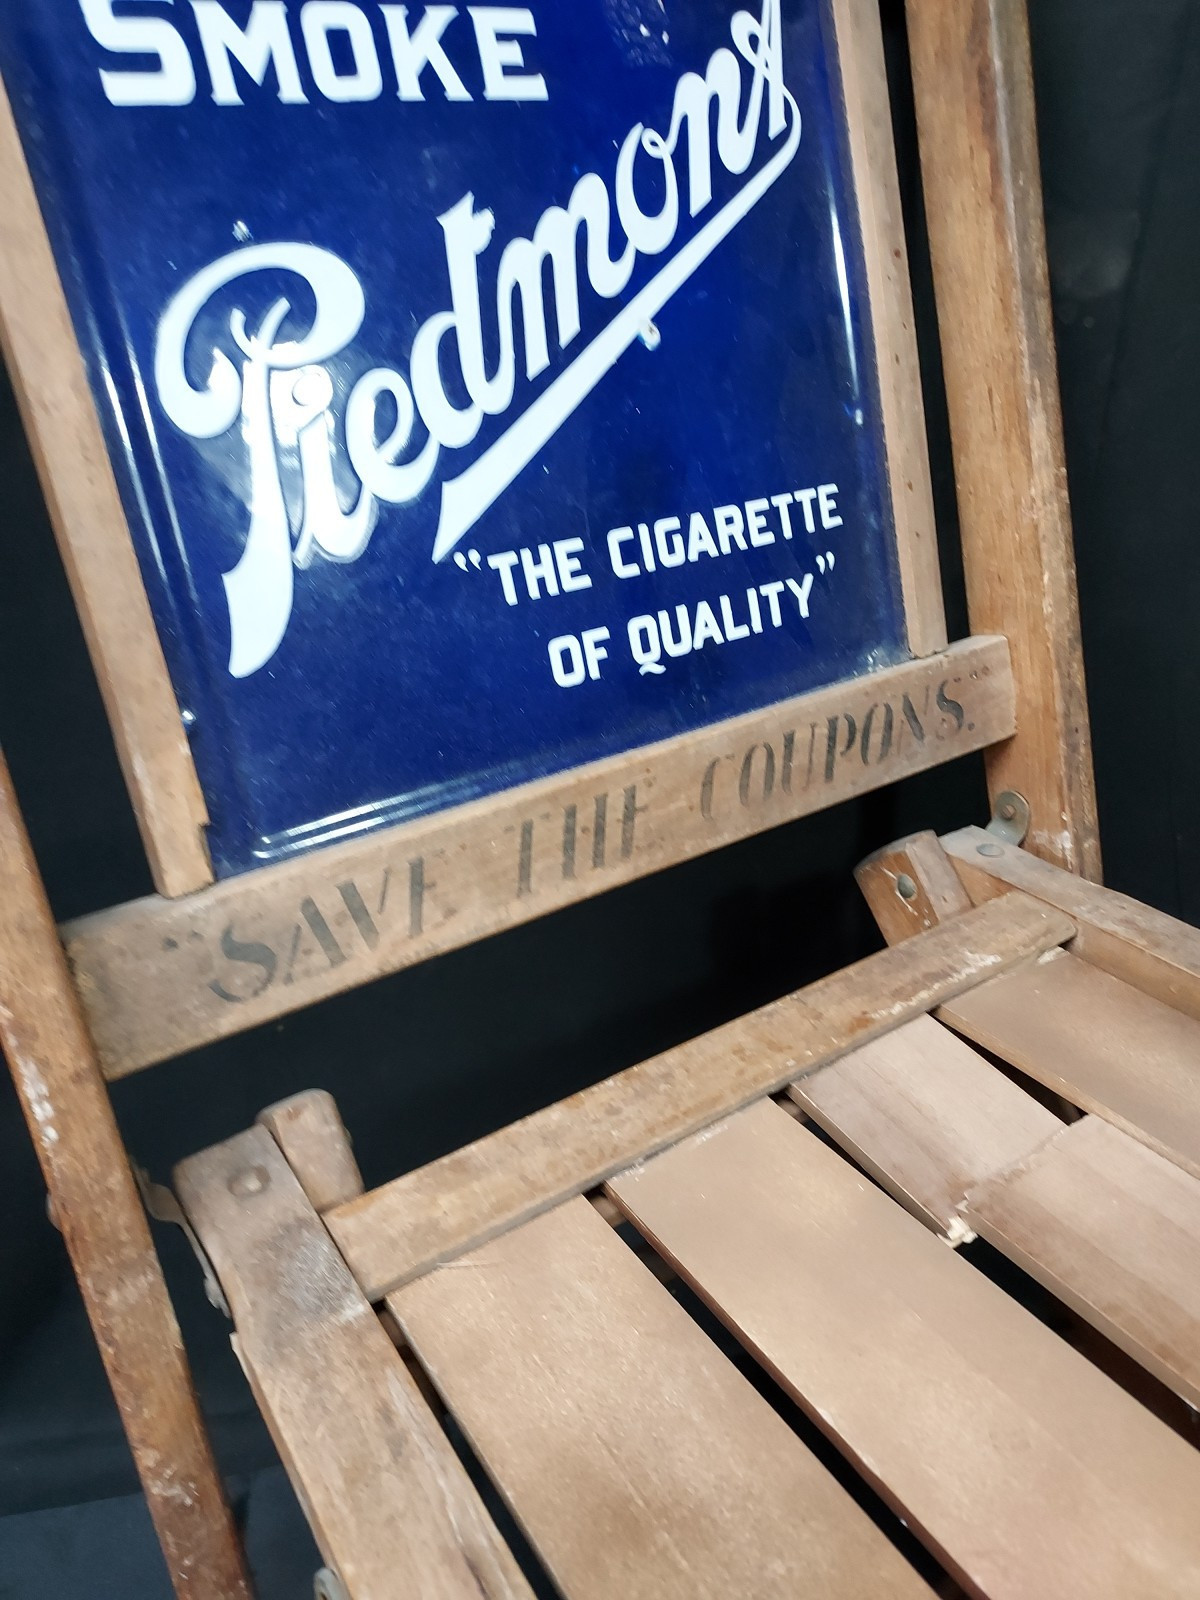 SMOKE
Piedmont
"THE CIGARETTE
OF QUALITY"
"SAVE THE COUPONS."